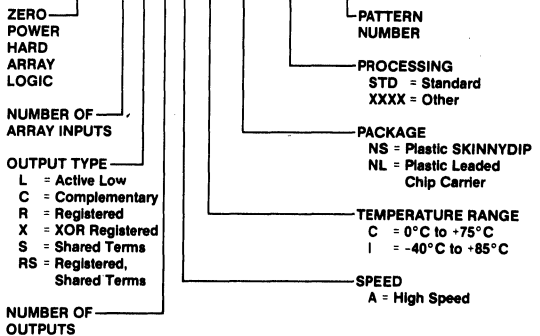 ZERO
POWER
HARD
ARRAY
LOGIC
NUMBER OF
ARRAY INPUTS
OUTPUT TYPE
L = Active Low
C = Complementary
R = Registered
X = XOR Registered
S = Shared Terms
RS = Registered,
Shared Terms
NUMBER OF
OUTPUTS
PATTERN
NUMBER
PROCESSING
STD = Standard
XXXX = Other
PACKAGE
NS = Plastic SKINNYDIP
NL = Plastic Leaded
Chip Carrier
TEMPERATURE RANGE
C = 0°C to +75°C
I = -40°C to +85°C
SPEED
A = High Speed